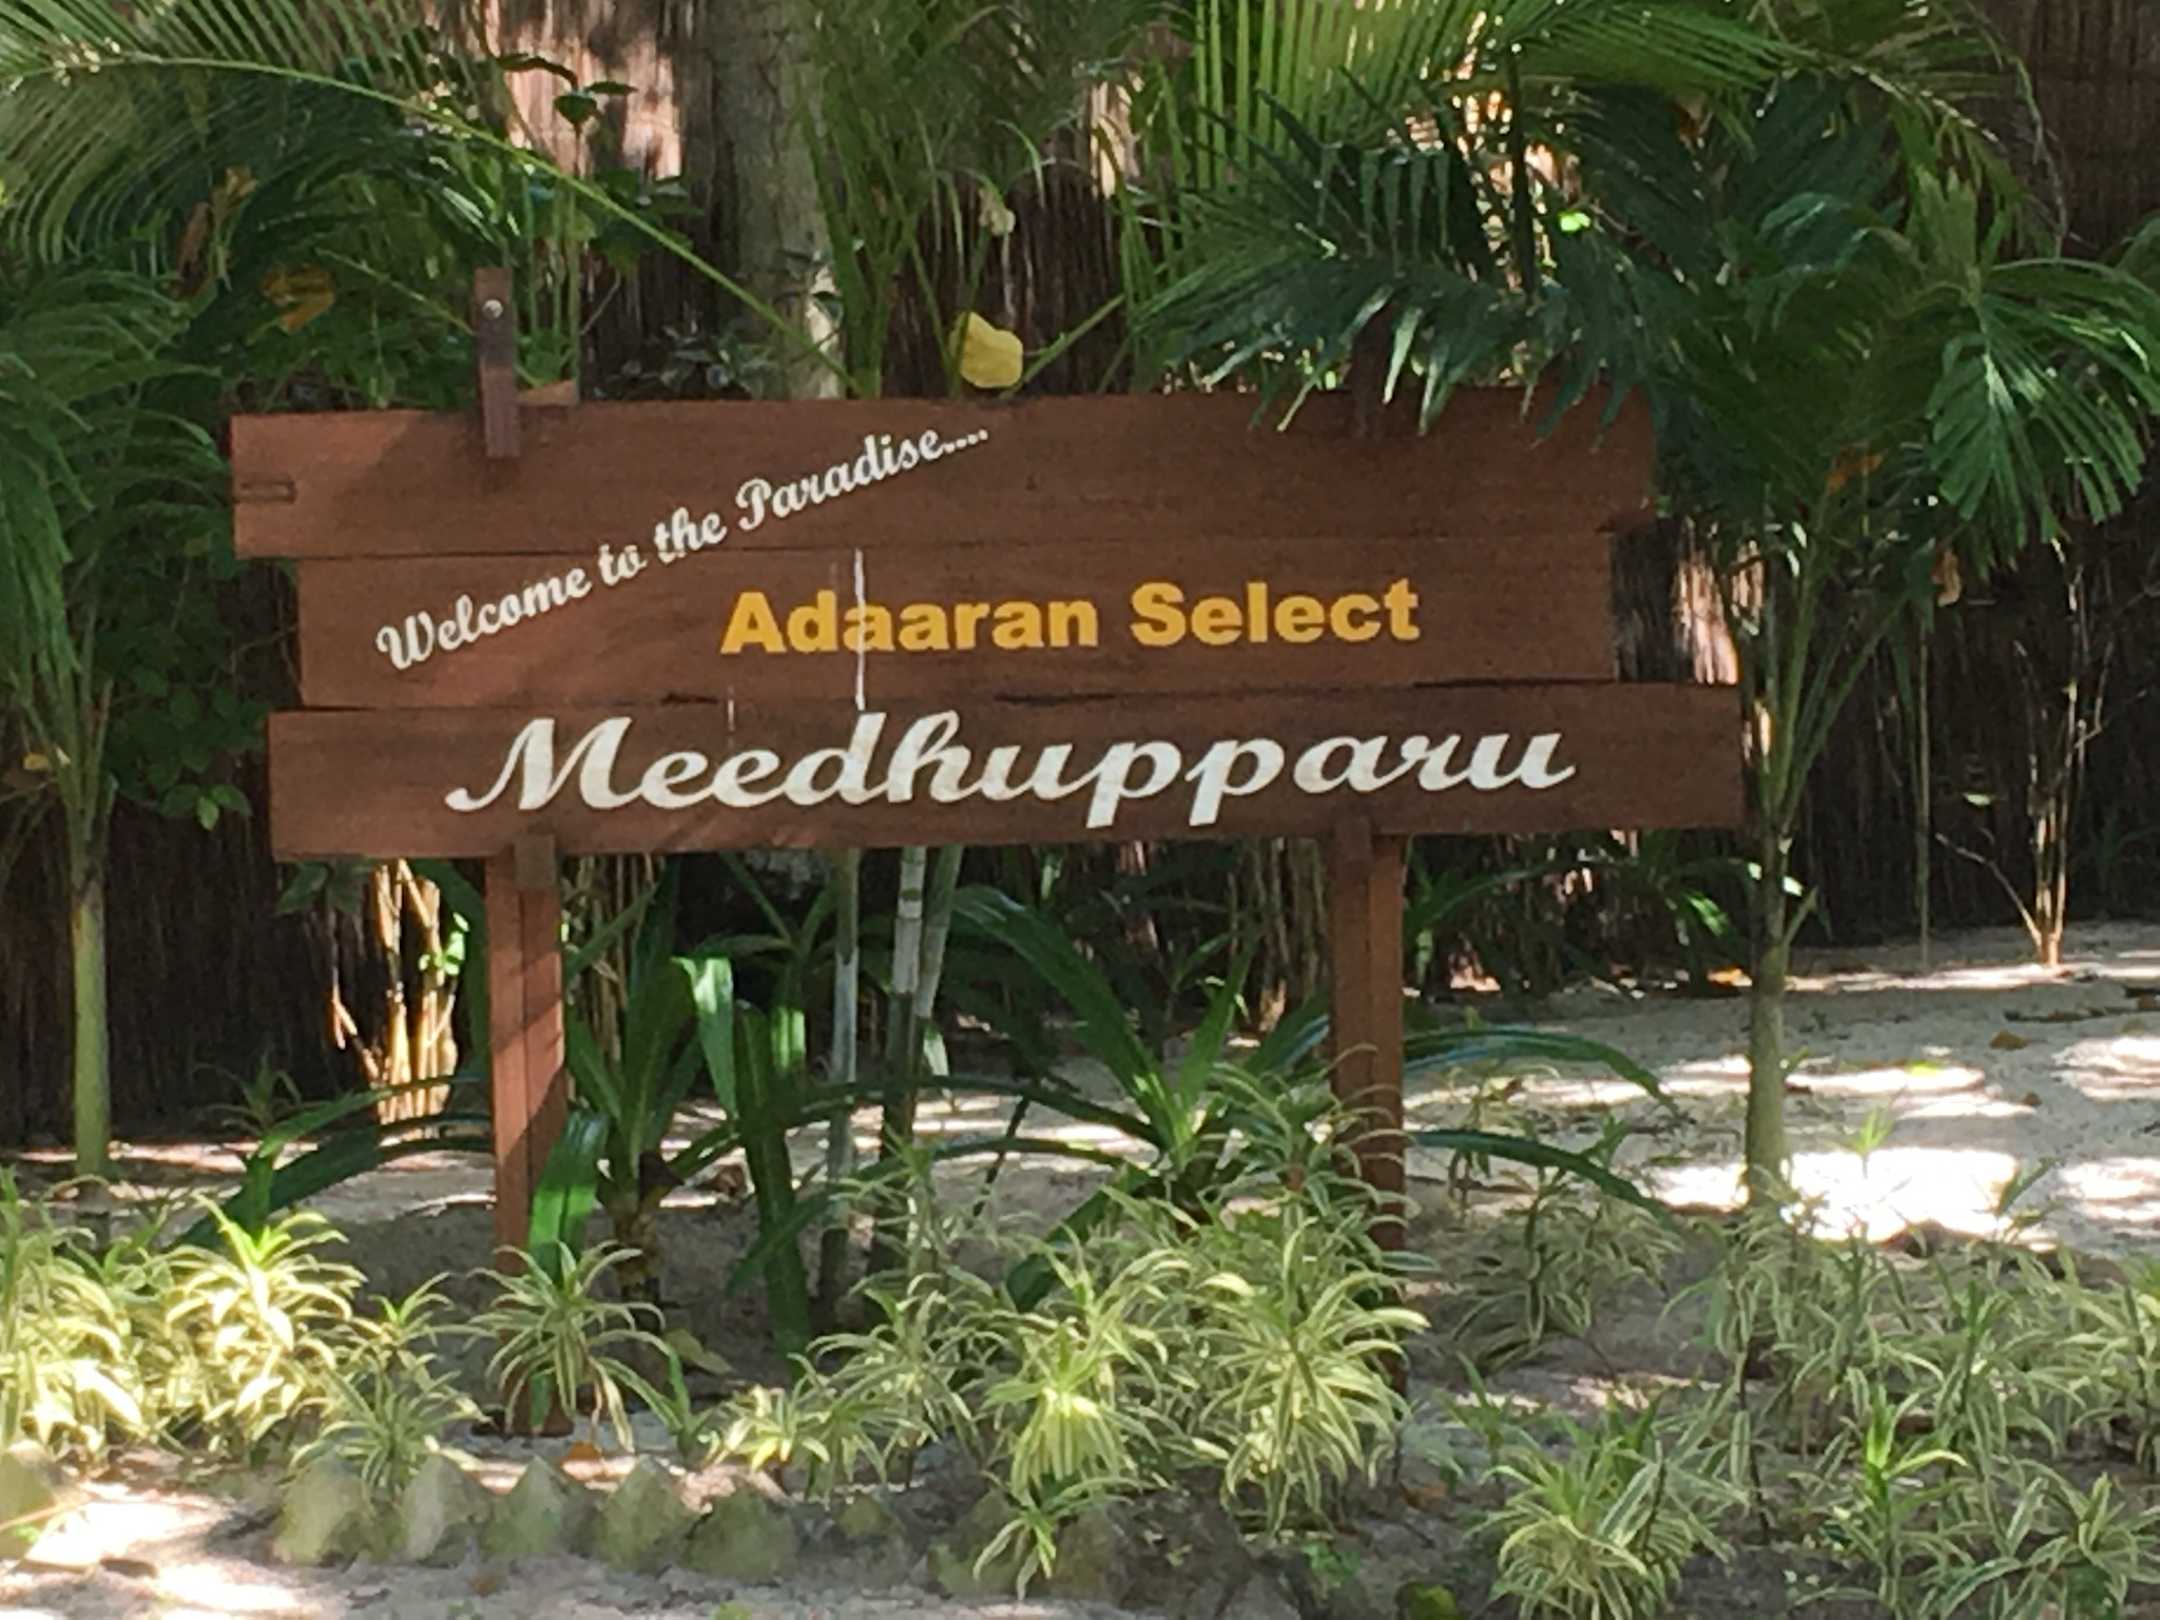 Welcome to the Paradise....
Adaaran Select
Meedhupparu